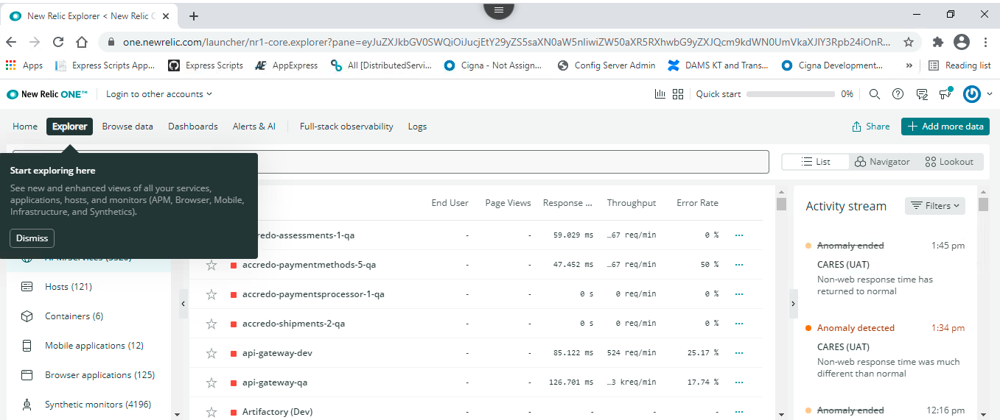 New Relic Explorer < New Relic O
one.newrelic.com/launcher/nr1-core.explorer?pane=eyJuZXJkbGV0SWQiOiJucjEtY29yZS5saXN0aW5nIiwiZW50aXR5RXhwbG9yZXJQcm9kdWN0UmVkaXJlY3Rpb24iOnR...
Apps
Express Scripts App...
Express Scripts
AppExpress
All [DistributedServi...
Cigna - Not Assign...
Config Server Admin
DAMS KT and Trans...
Cigna Development...
»
Reading list
New Relic ONE™
Login to other accounts
Quick start
0%
Home
Explorer
Browse data
Dashboards
Alerts & AI
Full-stack observability
Logs
Share
Add more data
Start exploring here
See new and enhanced views of all your services,
applications, hosts, and monitors (APM, Browser, Mobile,
Infrastructure, and Synthetics).
Dismiss
List
Navigator
Lookout
Hosts (121)
Containers (6)
Mobile applications (12)
Browser applications (125)
Synthetic monitors (4196)
End User Page Views Response ... Throughput Error Rate
redo-assessments-1-qa - - 59.029 ms …67 req/min 0 % ...
accredo-paymentmethods-5-qa - - 47.452 ms …67 req/min 50 % ...
accredo-paymentsprocessor-1-qa - - 0 s 0 req/min 0 % ...
accredo-shipments-2-qa - - 0 s 0 req/min 0 % ...
api-gateway-dev - - 85.122 ms 524 req/min 25.17 % ...
api-gateway-qa - - 126.701 ms …3 kreq/min 17.74 % ...
Artifactory (Dev) - - - - - ...
Activity stream
Filters
Anomaly ended 1:45 pm
CARES (UAT)
Non-web response time has
returned to normal
Anomaly detected 1:34 pm
CARES (UAT)
Non-web response time was much
different than normal
Anomaly ended 12:16 pm